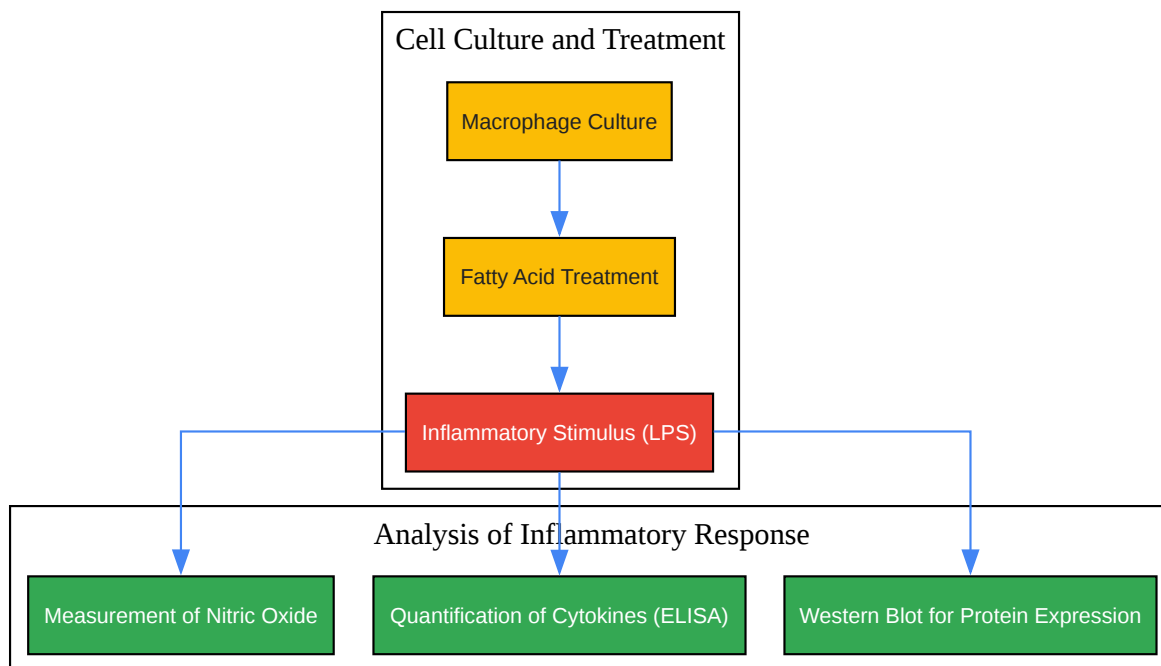 Cell Culture and Treatment
Macrophage Culture
Fatty Acid Treatment
Inflammatory Stimulus (LPS)
Analysis of Inflammatory Response
Measurement of Nitric Oxide
Quantification of Cytokines (ELISA)
Western Blot for Protein Expression